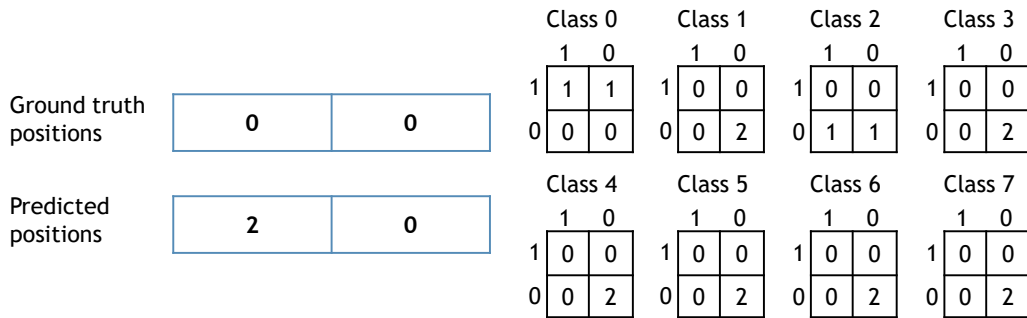 Class 0 Class 1 Class 2 Class 3
1 0 1 0 1 0 1 0
Ground truth
positions
0 0
1 1 1 1 0 0 1 0 0 1 0 0
0 0 0 0 0 2 0 1 1 0 0 2
Class 4 Class 5 Class 6 Class 7
1 0 1 0 1 0 1 0
Predicted
positions
2 0
1 0 0 1 0 0 1 0 0 1 0 0
0 0 2 0 0 2 0 0 2 0 0 2